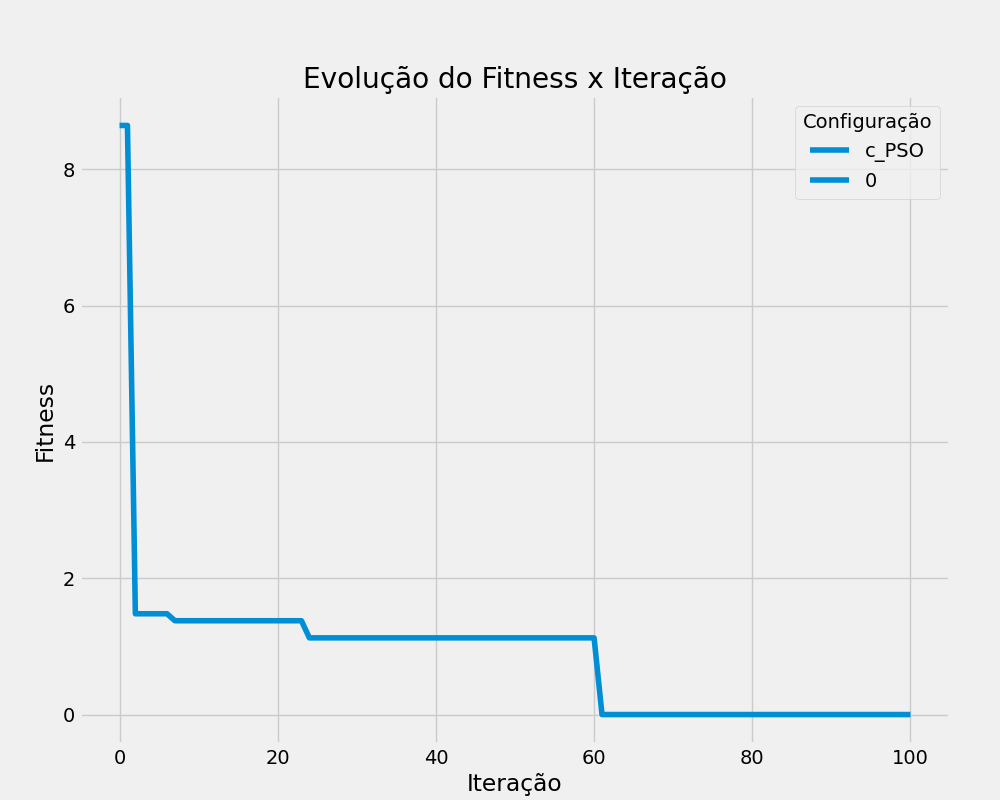 Evolução do Fitness x Iteração
Configuração
c_PSO
0
Fitness
8
6
4
2
0
0 20 40 60 80 100
Iteração